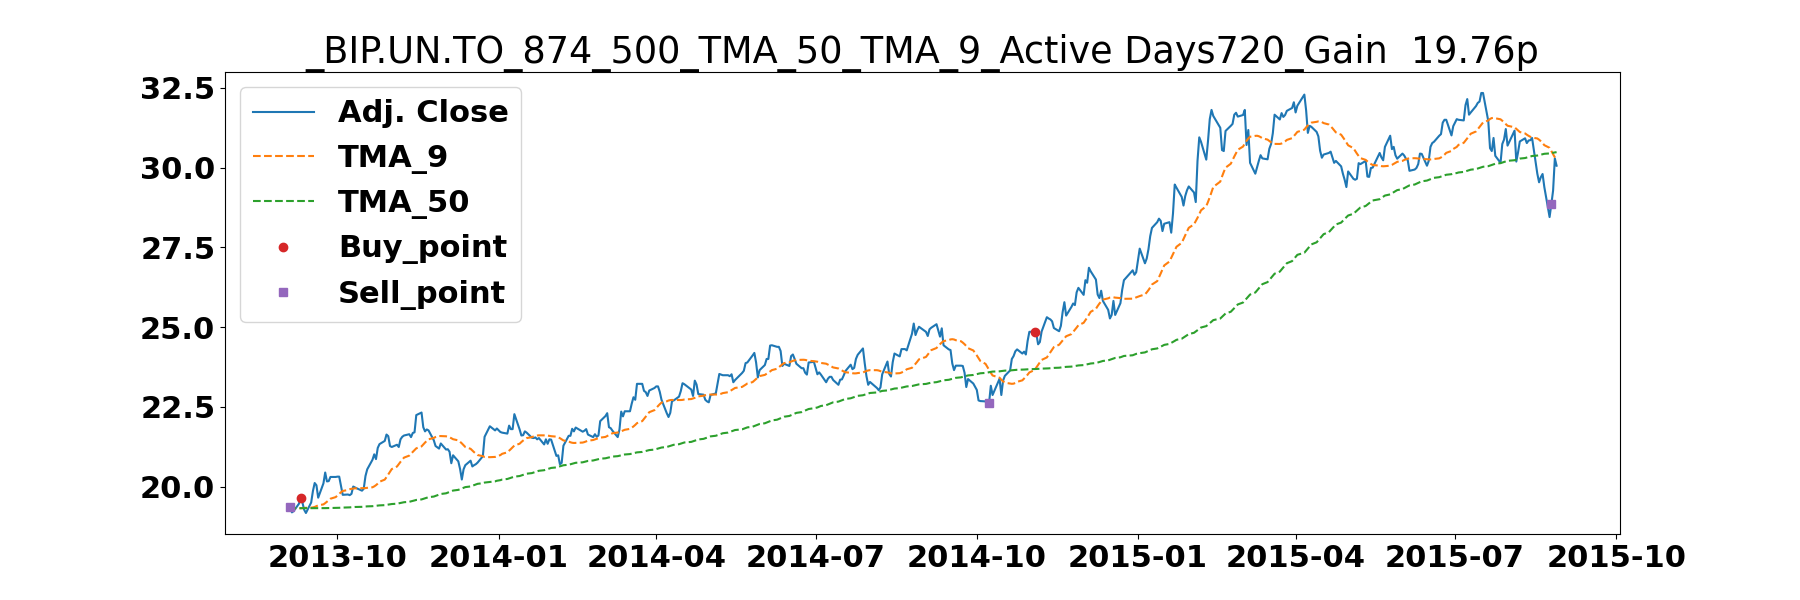 _BIP.UN.TO_874_500_TMA_50_TMA_9_Active Days720_Gain  19.76p
32.5
30.0
27.5
25.0
22.5
20.0
Adj. Close
TMA_9
TMA_50
Buy_point
Sell_point
2013-10 2014-01 2014-04 2014-07 2014-10 2015-01 2015-04 2015-07 2015-10